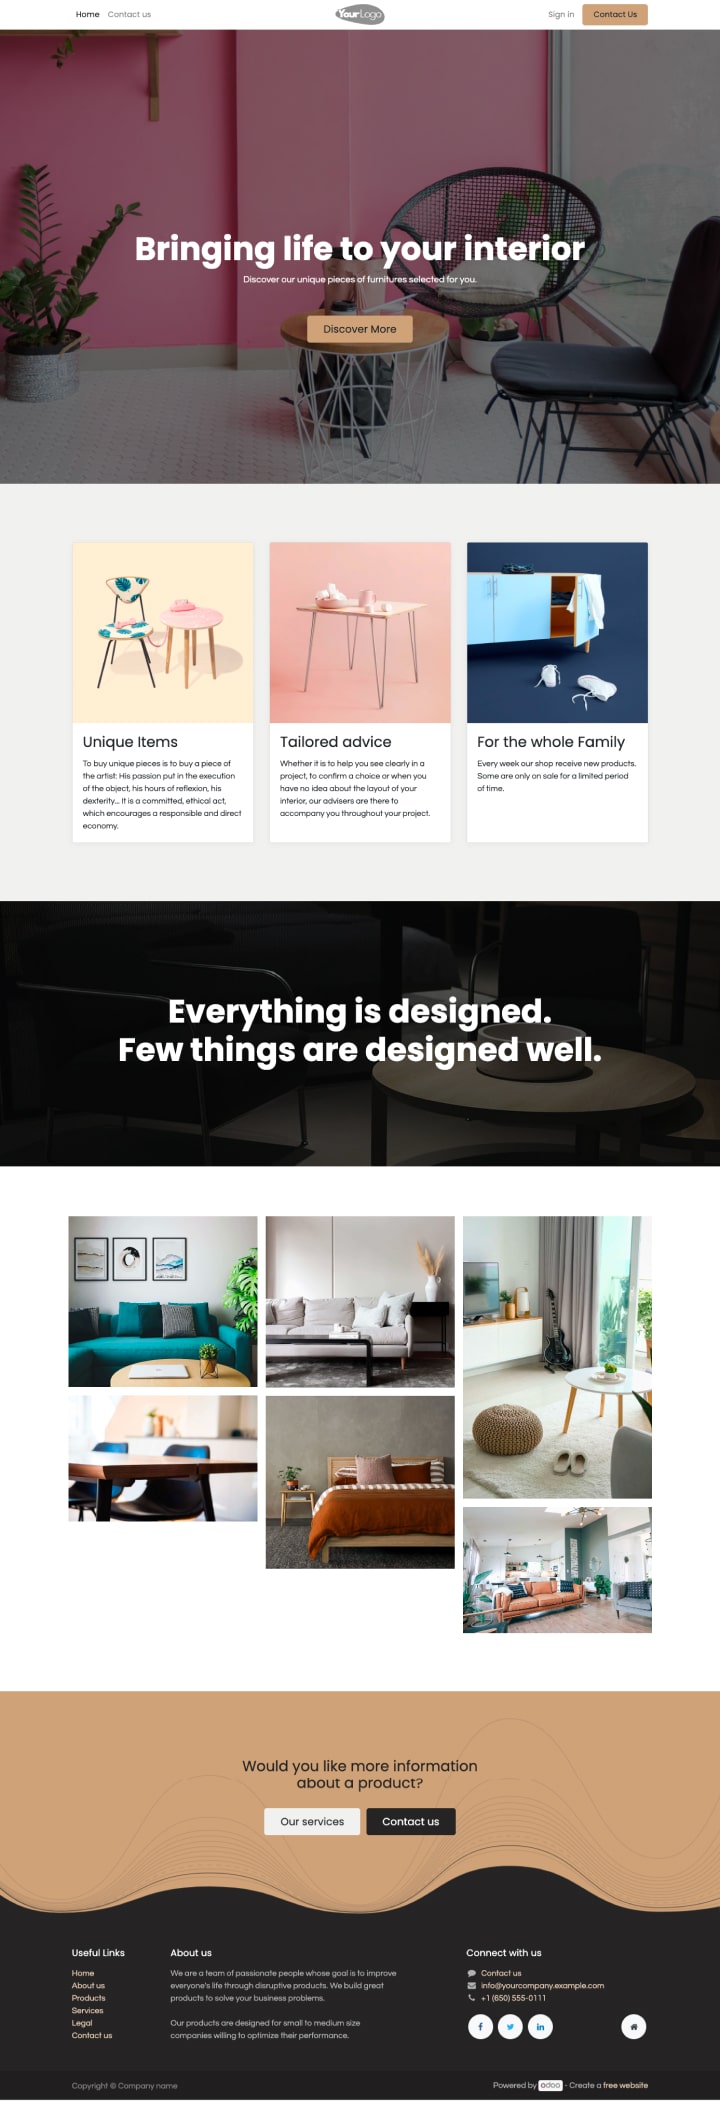 Home Contact us YourLogo Sign in Contact Us
Bringing life to your interior
Discover our unique pieces of furnitures selected for you.
Discover More
Unique Items
To buy unique pieces is to buy a piece of
the artist: His passion put in the execution
of the object, his hours of reflexion, his
dexterity... It is a committed, ethical act,
which encourages a responsible and direct
economy.
Tailored advice
Whether it is to help you see clearly in a
project, to confirm a choice or when you
have no idea about the layout of your
interior, our advisers are there to
accompany you throughout your project.
For the whole Family
Every week our shop receive new products.
Some are only on sale for a limited period
of time.
Everything is designed.
Few things are designed well.
Would you like more information
about a product?
Our services Contact us
Useful Links
Home
About us
Products
Services
Legal
Contact us
About us
We are a team of passionate people whose goal is to improve
everyone's life through disruptive products. We build great
products to solve your business problems.
Our products are designed for small to medium size
companies willing to optimize their performance.
Connect with us
Contact us
info@yourcompany.example.com
+1 (650) 555-0111
Copyright © Company name
Powered by odoo - Create a free website